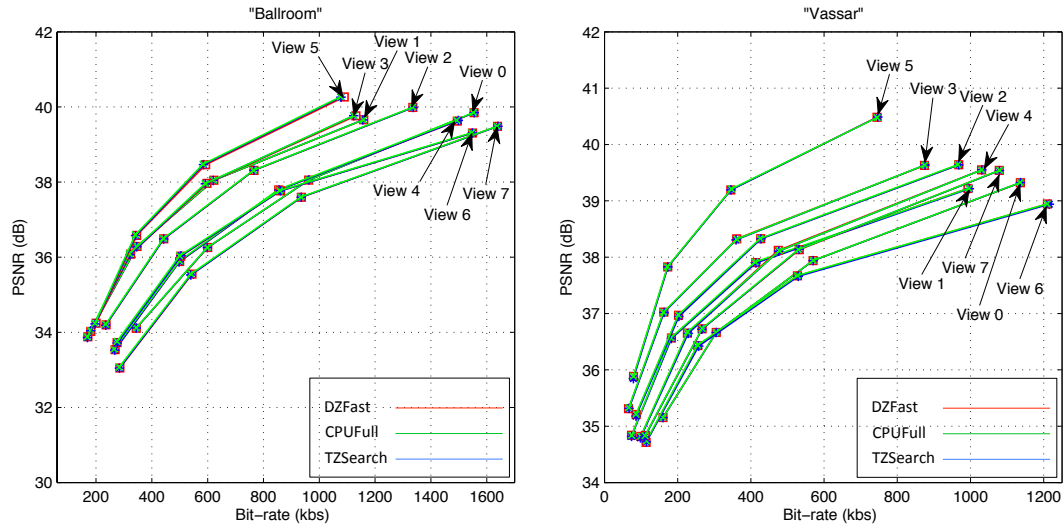 "Ballroom"
42
40
38
36
34
32
30
PSNR (dB)
200
400
600
800
1000
1200
1400
1600
Bit-rate (kbs)
View 5
View 3
View 1
View 2
View 0
View 4
View 6
View 7
DZFast
CPUFull
TZSearch
"Vassar"
42
41
40
39
38
37
36
35
34
PSNR (dB)
0
200
400
600
800
1000
1200
Bit-rate (kbs)
View 5
View 3
View 2
View 4
View 7
View 1
View 0
View 6
DZFast
CPUFull
TZSearch